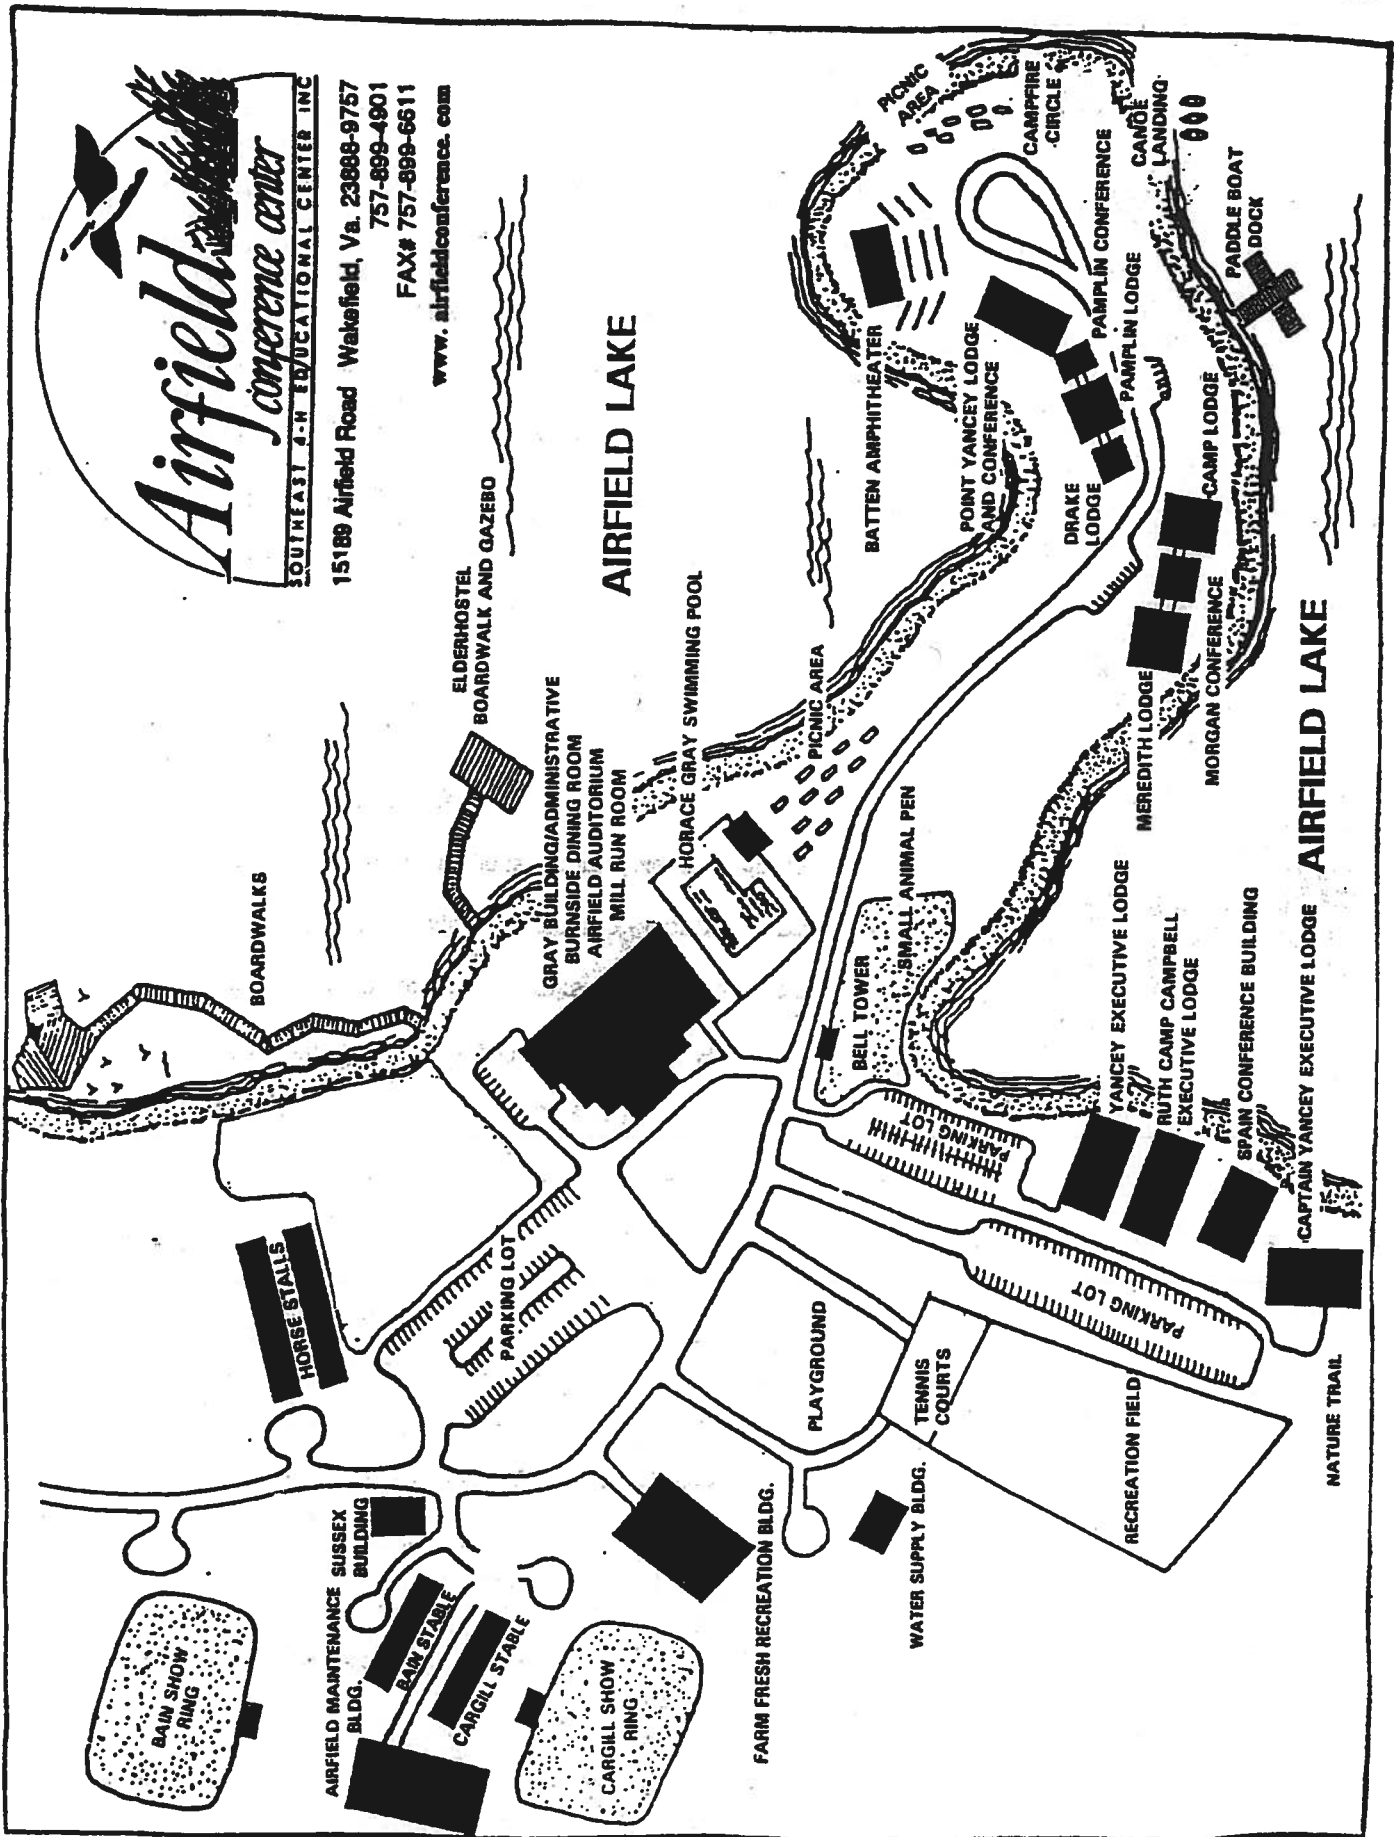 Airfield
conference center
SOUTHEAST 4-H EDUCATIONAL CENTER INC
15189 Airfield Road Wakefield, Va. 23888-9757
757-899-4901
FAX# 757-899-6611
www. airfieldconference. com
BOARDWALKS
ELDERHOSTEL
BOARDWALK AND GAZEBO
AIRFIELD LAKE
GRAY BUILDING/ADMINISTRATIVE
BURNSIDE DINING ROOM
AIRFIELD AUDITORIUM
MILL RUN ROOM
HORACE GRAY SWIMMING POOL
PICNIC AREA
BATTEN AMPHITHEATER
PICNIC
AREA
CAMPFIRE
CIRCLE
CANOE
LANDING
PADDLE BOAT
DOCK
POINT YANCEY LODGE
AND CONFERENCE
PAMPLIN CONFERENCE
PAMPLIN LODGE
DRAKE
LODGE
CAMP LODGE
MORGAN CONFERENCE
MEREDITH LODGE
AIRFIELD LAKE
SMALL ANIMAL PEN
BELL TOWER
PARKING LOT
YANCEY EXECUTIVE LODGE
RUTH CAMP CAMPBELL
EXECUTIVE LODGE
SPAIN CONFERENCE BUILDING
CAPTAIN YANCEY EXECUTIVE LODGE
HORSE STALLS
PARKING LOT
PLAYGROUND
TENNIS
COURTS
PARKING LOT
RECREATION FIELD
NATURE TRAIL
SUSSEX
BUILDING
AIRFIELD MAINTENANCE
BLDG.
BAIN STABLE
CARGILL STABLE
BAIN SHOW
RING
CARGILL SHOW
RING
FARM FRESH RECREATION BLDG.
WATER SUPPLY BLDG.